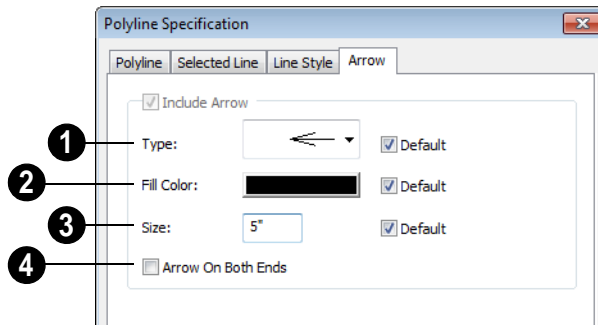 Polyline Specification
Polyline Selected Line Line Style Arrow
Include Arrow
1 Type: Default
2 Fill Color: Default
3 Size: 5" Default
4 Arrow On Both Ends